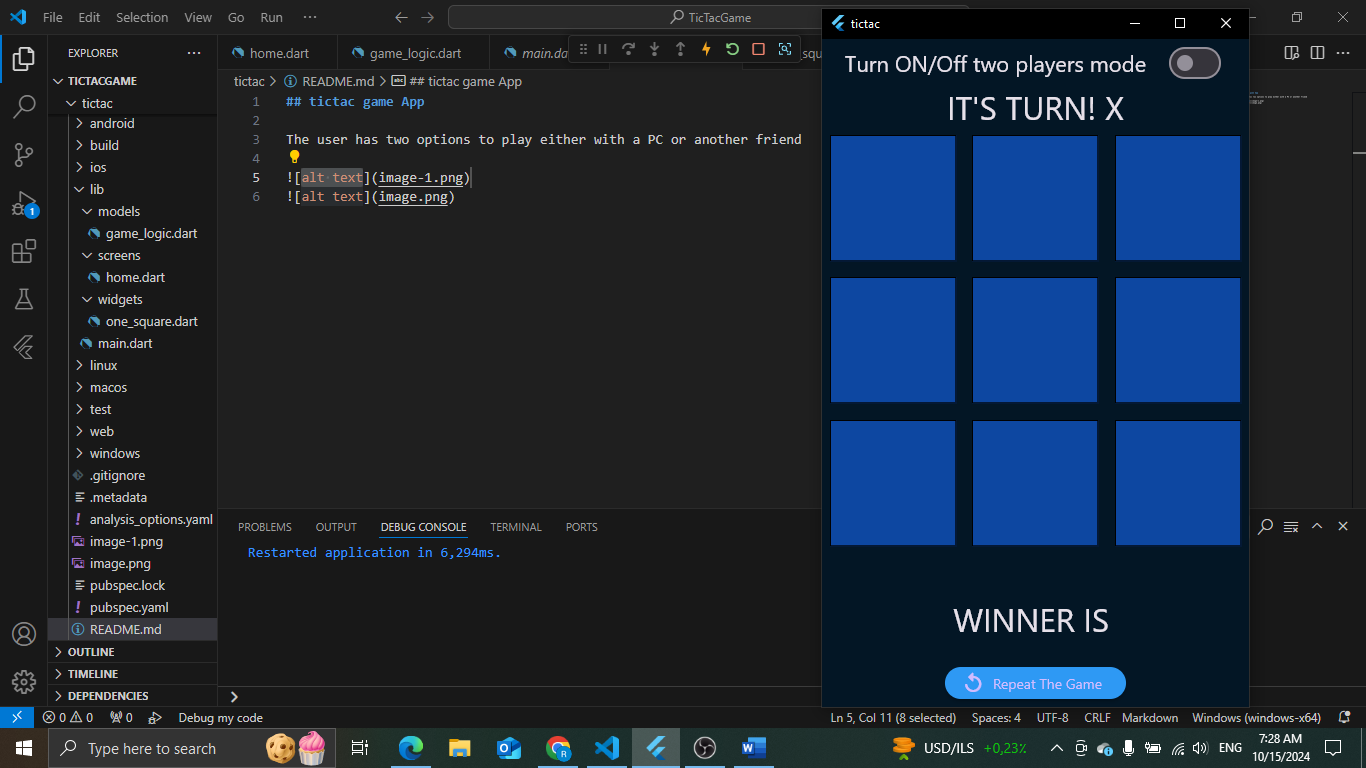 File Edit Selection View Go Run ··· TicTacGame
EXPLORER
TICTACGAME
tictac
android
build
ios
lib
models
game_logic.dart
screens
home.dart
widgets
one_square.dart
main.dart
linux
macos
test
web
windows
.gitignore
.metadata
analysis_options.yaml
image-1.png
image.png
pubspec.lock
pubspec.yaml
README.md
OUTLINE
TIMELINE
DEPENDENCIES
1
home.dart game_logic.dart main.da
tictac > README.md > ## tictac game App
1 ## tictac game App
2
3 The user has two options to play either with a PC or another friend
4
5 ![alt text](image-1.png)
6 ![alt text](image.png)
PROBLEMS OUTPUT DEBUG CONSOLE TERMINAL PORTS
Restarted application in 6,294ms.
tictac
Turn ON/Off two players mode
IT'S TURN! X
WINNER IS
Repeat The Game
0 0 0 Debug my code Ln 5, Col 11 (8 selected) Spaces: 4 UTF-8 CRLF Markdown Windows (windows-x64)
Type here to search USD/ILS +0,23% ENG 7:28 AM
10/15/2024